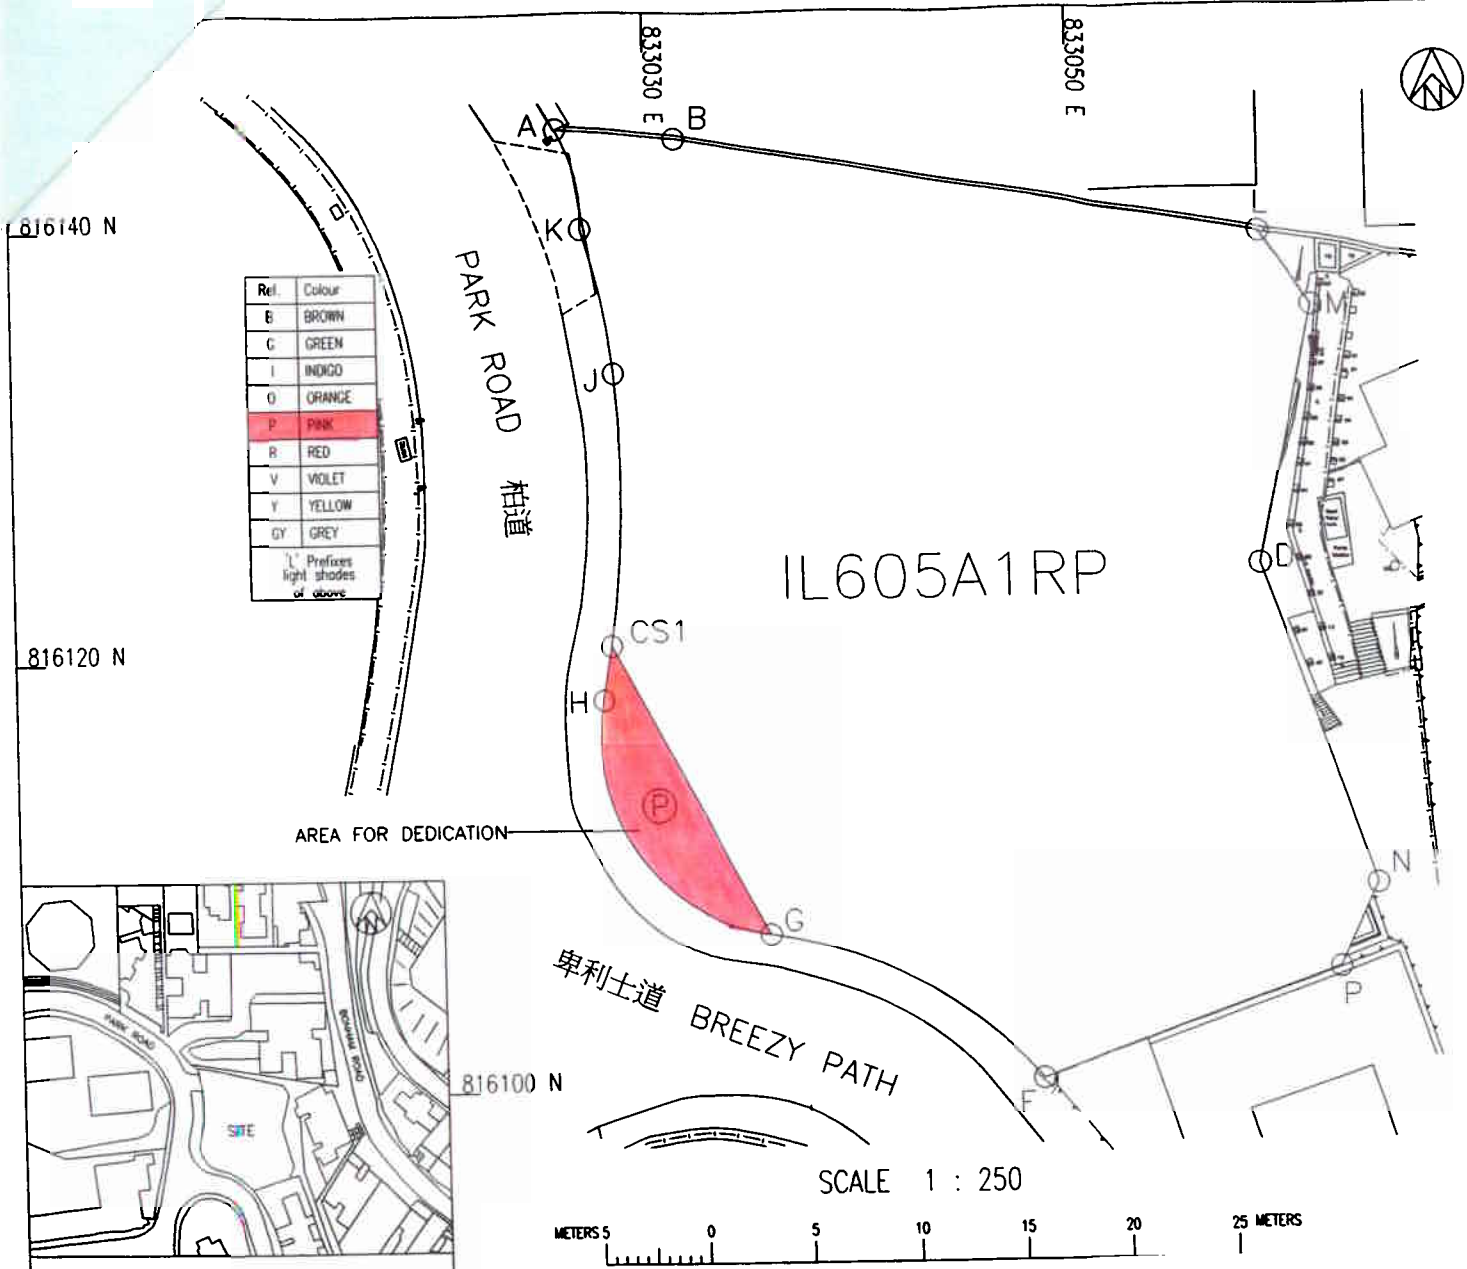 833030 E
833050 E
N
A
B
816140 N
K
M
PARK ROAD 柏道
Ref. Colour
B BROWN
G GREEN
I INDIGO
O ORANGE
P PINK
R RED
V VIOLET
Y YELLOW
GY GREY
'L' Prefixes
light shades
of above
J
D
IL605A1RP
CS1
816120 N
H
P
AREA FOR DEDICATION
N
G
P
卑利士道 BREEZY PATH
PARK ROAD
BONHAM ROAD
816100 N
F
SITE
SCALE 1 : 250
METERS 5 0 5 10 15 20 25 METERS